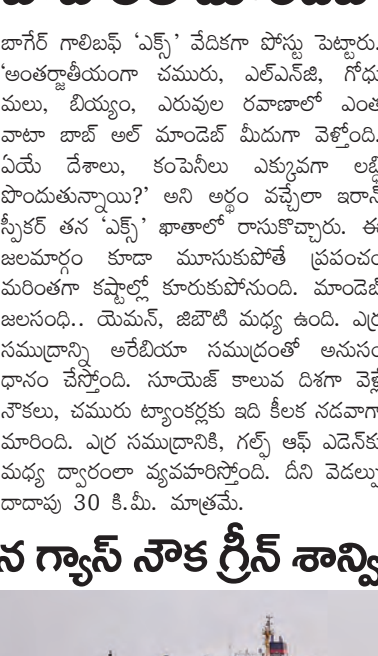 బాగేర్ గాలిబఫ్ ‘ఎక్స్’ వేదికగా పోస్టు పెట్టారు.
‘అంతర్జాతీయంగా చమురు, ఎల్ఎన్‌జి, గోధు
మలు, బియ్యం, ఎరువుల రవాణాలో ఎంత
వాటా బాబ్ అల్ మాండెబ్ మీదుగా వెళ్తోంది.
ఏయే దేశాలు, కంపెనీలు ఎక్కువగా లబ్ధి
పొందుతున్నాయి?’ అని అర్థం వచ్చేలా ఇరాన్
స్పీకర్ తన ‘ఎక్స్’ ఖాతాలో రాసుకొచ్చారు. ఈ
జలమార్గం కూడా మూసుకుపోతే ప్రపంచం
మరింతగా కష్టాల్లో కూరుకుపోనుంది. మాండెబ్
జలసంధి.. యెమన్, జిబౌటి మధ్య ఉంది. ఎర్ర
సముద్రాన్ని అరేబియా సముద్రంతో అనుసం
ధానం చేస్తోంది. సూయెజ్ కాలువ దిశగా వెళ్లే
నౌకలు, చమురు ట్యాంకర్లకు ఇది కీలక నడవాగా
మారింది. ఎర్ర సముద్రానికి, గల్ఫ్ ఆఫ్ ఎడెన్‌కు
మధ్య ద్వారంలా వ్యవహరిస్తోంది. దీని వెడల్పు
దాదాపు 30 కి.మీ. మాత్రమే.
న గ్యాస్ నౌక గ్రీన్ శాన్వి